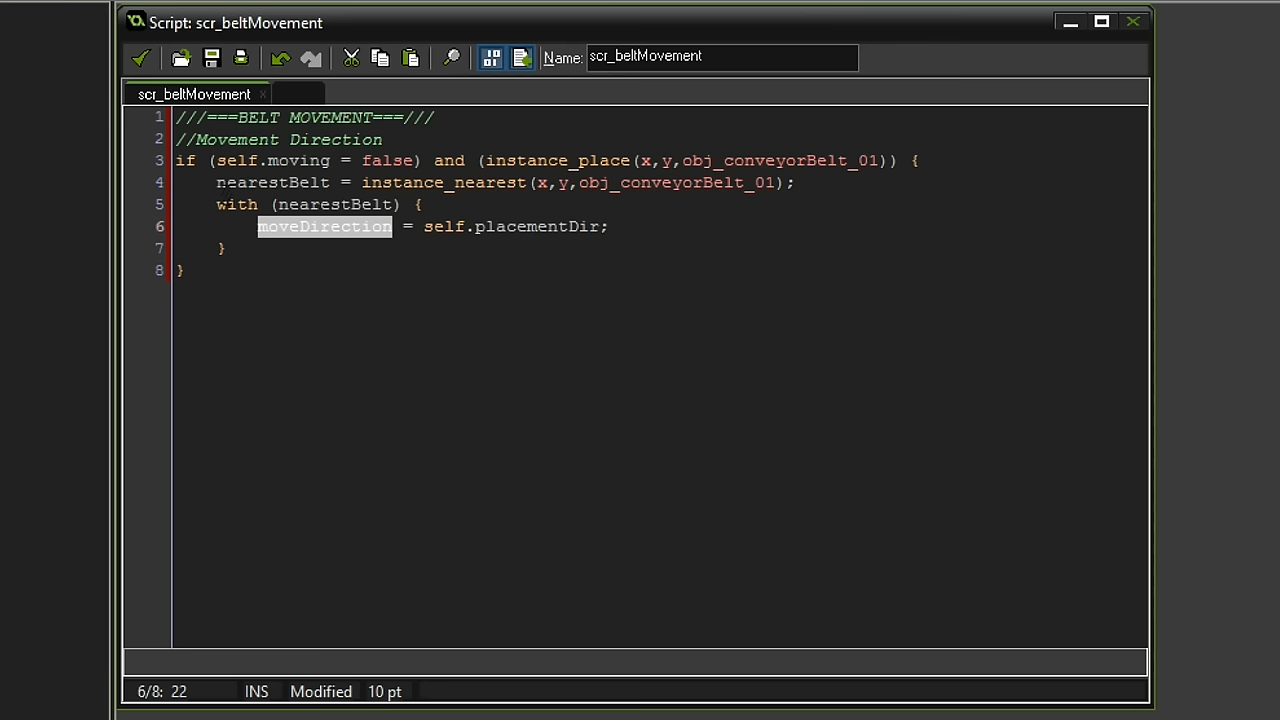 Script: scr_beltMovement
Name: scr_beltMovement
scr_beltMovement
1 ///===BELT MOVEMENT===///
2 //Movement Direction
3 if (self.moving = false) and (instance_place(x,y,obj_conveyorBelt_01)) {
4 nearestBelt = instance_nearest(x,y,obj_conveyorBelt_01);
5 with (nearestBelt) {
6 moveDirection = self.placementDir;
7 }
8 }
6/8: 22 INS Modified 10 pt